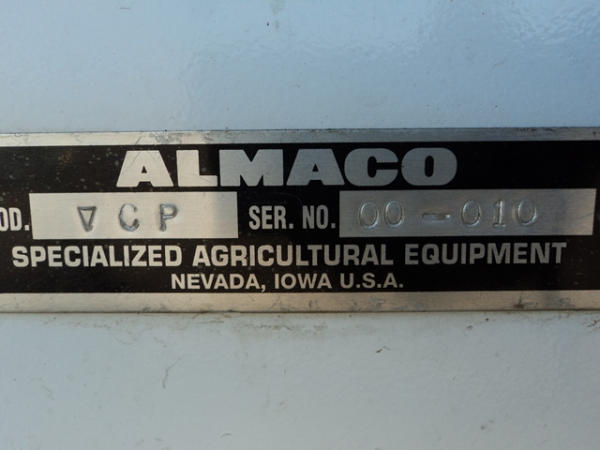 ALMACO
OD. VCP SER. NO. 00-010
SPECIALIZED AGRICULTURAL EQUIPMENT
NEVADA, IOWA U.S.A.